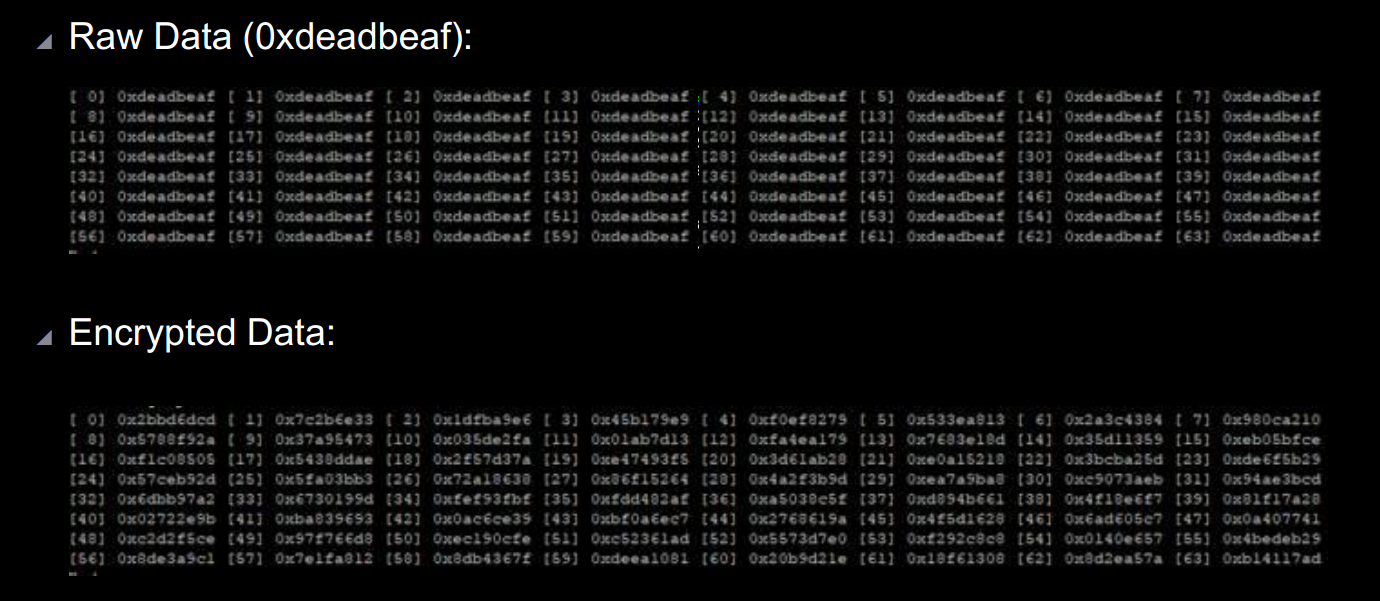 Raw Data (0xdeadbeaf):
[ 0] 0xdeadbeaf [ 1] 0xdeadbeaf [ 2] 0xdeadbeaf [ 3] 0xdeadbeaf [ 4] 0xdeadbeaf [ 5] 0xdeadbeaf [ 6] 0xdeadbeaf [ 7] 0xdeadbeaf
[ 8] 0xdeadbeaf [ 9] 0xdeadbeaf [10] 0xdeadbeaf [11] 0xdeadbeaf [12] 0xdeadbeaf [13] 0xdeadbeaf [14] 0xdeadbeaf [15] 0xdeadbeaf
[16] 0xdeadbeaf [17] 0xdeadbeaf [18] 0xdeadbeaf [19] 0xdeadbeaf [20] 0xdeadbeaf [21] 0xdeadbeaf [22] 0xdeadbeaf [23] 0xdeadbeaf
[24] 0xdeadbeaf [25] 0xdeadbeaf [26] 0xdeadbeaf [27] 0xdeadbeaf [28] 0xdeadbeaf [29] 0xdeadbeaf [30] 0xdeadbeaf [31] 0xdeadbeaf
[32] 0xdeadbeaf [33] 0xdeadbeaf [34] 0xdeadbeaf [35] 0xdeadbeaf [36] 0xdeadbeaf [37] 0xdeadbeaf [38] 0xdeadbeaf [39] 0xdeadbeaf
[40] 0xdeadbeaf [41] 0xdeadbeaf [42] 0xdeadbeaf [43] 0xdeadbeaf [44] 0xdeadbeaf [45] 0xdeadbeaf [46] 0xdeadbeaf [47] 0xdeadbeaf
[48] 0xdeadbeaf [49] 0xdeadbeaf [50] 0xdeadbeaf [51] 0xdeadbeaf [52] 0xdeadbeaf [53] 0xdeadbeaf [54] 0xdeadbeaf [55] 0xdeadbeaf
[56] 0xdeadbeaf [57] 0xdeadbeaf [58] 0xdeadbeaf [59] 0xdeadbeaf [60] 0xdeadbeaf [61] 0xdeadbeaf [62] 0xdeadbeaf [63] 0xdeadbeaf
Encrypted Data:
[ 0] 0x2bbd6dcd [ 1] 0x7c2b6e33 [ 2] 0x1dfba9e6 [ 3] 0x45b179e9 [ 4] 0xf0ef8279 [ 5] 0x533ea813 [ 6] 0x2a3c4384 [ 7] 0x980ca210
[ 8] 0x5788f92a [ 9] 0x37a95473 [10] 0x035de2fa [11] 0x01ab7d13 [12] 0xfa4ea179 [13] 0x7683e18d [14] 0x35d11359 [15] 0xeb05bfce
[16] 0xf1c08505 [17] 0x5438ddae [18] 0x2f57d37a [19] 0xe47493f5 [20] 0x3d61ab28 [21] 0xe0a15218 [22] 0x3bcba25d [23] 0xde6f5b29
[24] 0x57ceb92d [25] 0x5fa03bb3 [26] 0x72a18638 [27] 0x86f15264 [28] 0x4a2f3b9d [29] 0xea7a9ba8 [30] 0xc9073aeb [31] 0x94ae3bcd
[32] 0x6dbb97a2 [33] 0x6730199d [34] 0xfef93fbf [35] 0xfdd482af [36] 0xa5038c5f [37] 0xd894b661 [38] 0x4f18e6f7 [39] 0x81f17a28
[40] 0x02722e9b [41] 0xba839693 [42] 0x0ac6ce39 [43] 0xbf0a6ec7 [44] 0x2768619a [45] 0x4f5d1628 [46] 0x6ad605c7 [47] 0x0a407741
[48] 0xc2d2f5ce [49] 0x97f766d8 [50] 0xec190cfe [51] 0xc52361ad [52] 0x5573d7e0 [53] 0xf292c8c8 [54] 0x0140e657 [55] 0x4bedeb29
[56] 0x8de3a9c1 [57] 0x7e1fa812 [58] 0x8db4367f [59] 0xdeea1081 [60] 0x20b9d21e [61] 0x18f61308 [62] 0x8d2ea57a [63] 0xb14117ad